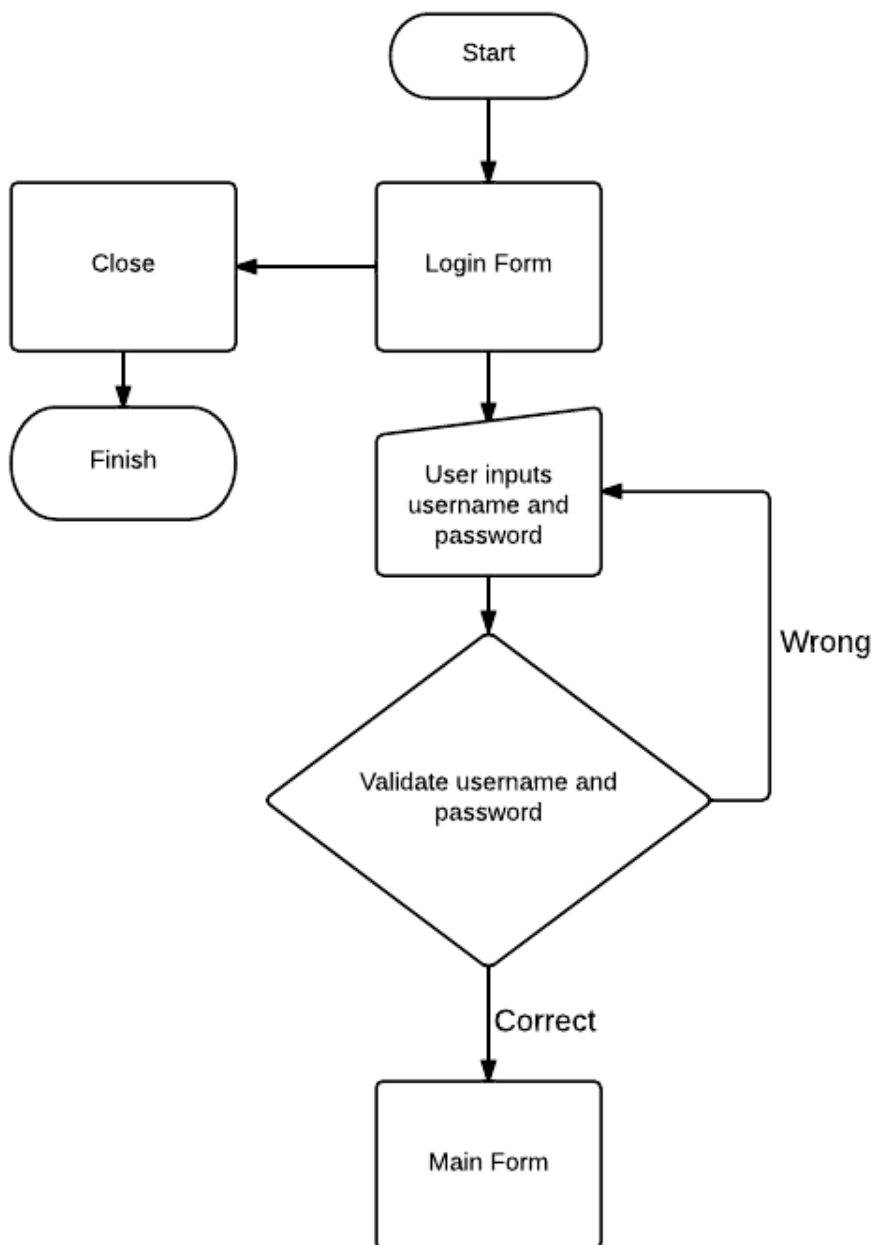 Start
Close
Login Form
Finish
User inputs
username and
password
Wrong
Validate username and
password
Correct
Main Form